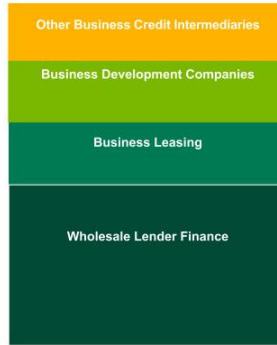 Other Business Credit Intermediaries
Business Development Companies
Business Leasing
Wholesale Lender Finance